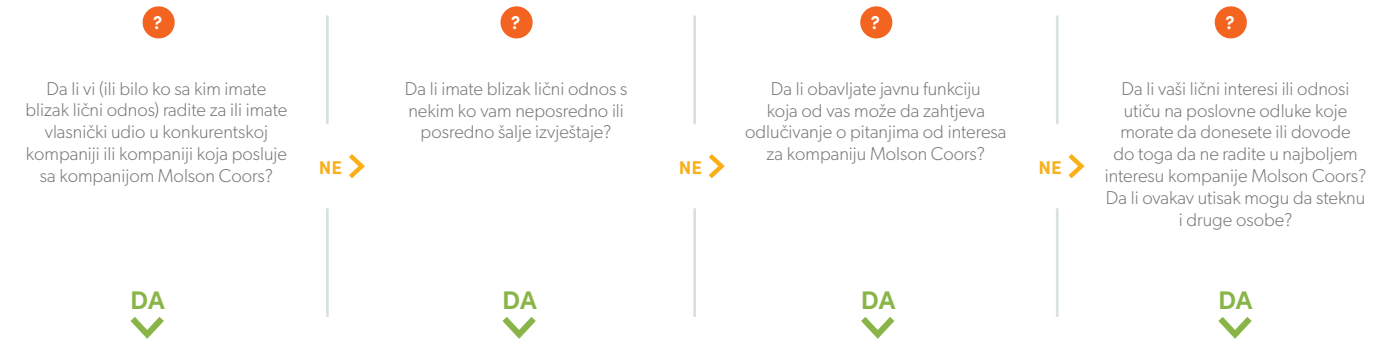 ?
Da li vi (ili bilo ko sa kim imate
blizak lični odnos) radite za ili imate
vlasnički udio u konkurentskoj
kompaniji ili kompaniji koja posluje
sa kompanijom Molson Coors?
NE
DA
?
Da li imate blizak lični odnos s
nekim ko vam neposredno ili
posredno šalje izvještaje?
NE
DA
?
Da li obavljate javnu funkciju
koja od vas može da zahtjeva
odlučivanje o pitanjima od interesa
za kompaniju Molson Coors?
NE
DA
?
Da li vaši lični interesi ili odnosi
utiču na poslovne odluke koje
morate da donesete ili dovode
do toga da ne radite u najboljem
interesu kompanije Molson Coors?
Da li ovakav utisak mogu da steknu
i druge osobe?
DA